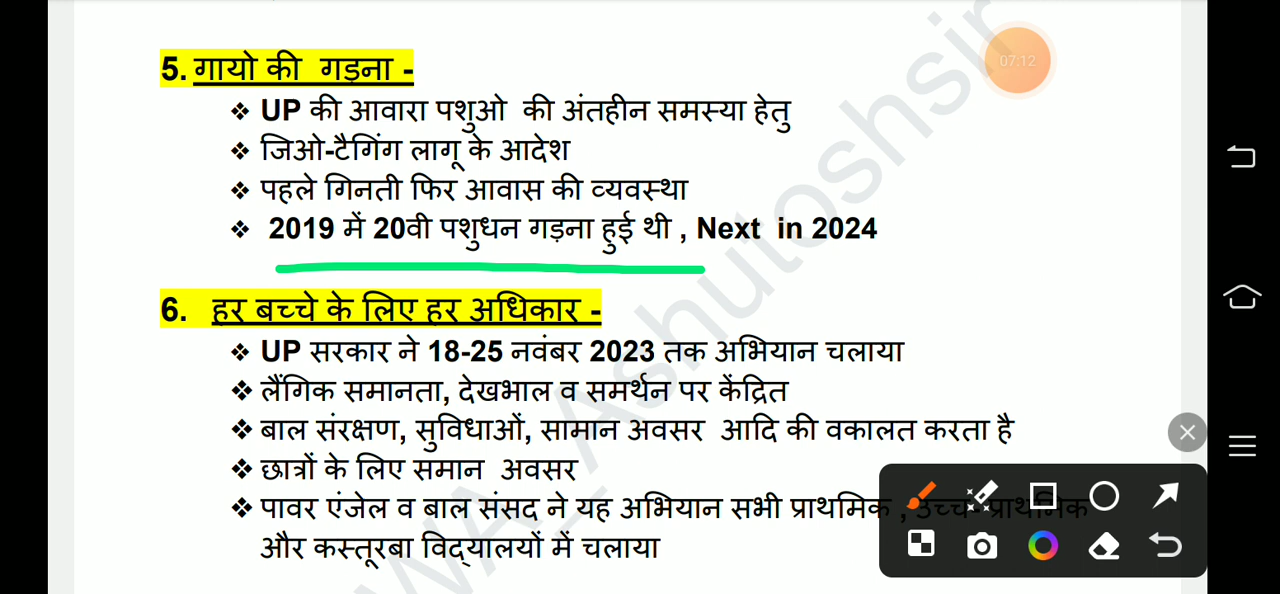 5. गायो की गड़ना -
07:12
❖ UP की आवारा पशुओ की अंतहीन समस्या हेतु
❖ जिओ-टैगिंग लागू के आदेश
❖ पहले गिनती फिर आवास की व्यवस्था
❖ 2019 में 20वी पशुधन गड़ना हुई थी , Next in 2024
6. हर बच्चे के लिए हर अधिकार -
❖ UP सरकार ने 18-25 नवंबर 2023 तक अभियान चलाया
❖ लैंगिक समानता, देखभाल व समर्थन पर केंद्रित
❖ बाल संरक्षण, सुविधाओं, सामान अवसर आदि की वकालत करता है
❖ छात्रों के लिए समान अवसर
❖ पावर एंजेल व बाल संसद ने यह अभियान सभी प्राथमिक , उच्च- प्राथमिक
और कस्तूरबा विद्यालयों में चलाया
WA_Ashutoshsir